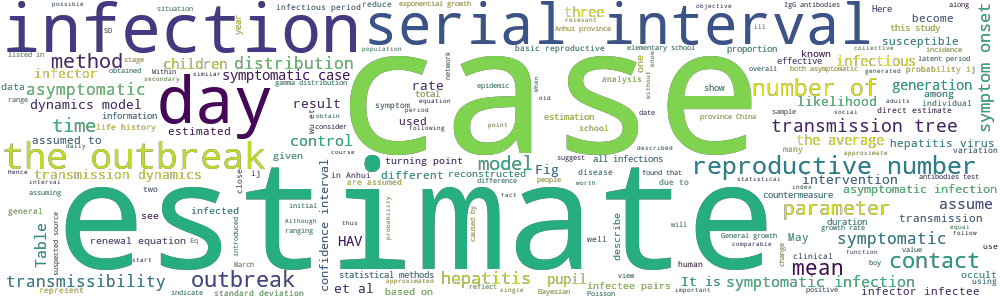 infection
serial interval
case
estimate
day
the outbreak
reproductive number
number of
infectious
parameter
contact
outbreak
mean
model
hepatitis
transmissibility
transmission tree
symptomatic
asymptomatic
time
method
distribution
children
infector
symptomatic case
dynamics model
estimated
result
control
rate
used
three
become
susceptible
symptom onset
generation
likelihood
the average
hepatitis virus
intervention
asymptomatic infection
assume
transmission
transmission dynamics
Table
renewal equation
infected
confidence interval
different
reconstructed
turning point
Fig
all infections
describe
HAV
et al
pupil
based on
statistical methods
infectee pairs
It is
symptomatic infection
infector infectee
occult
using
May
standard deviation
suspected source
life history
assumed to
information
given
close
in Anhui
are assumed
caused by
due to
human
will
view
Bayesian
Poisson
single
reflect
indicate
represent
general
March
introduced
initial
Although
ranging
thus
probability
approximated
General growth
comparable
growth rate
function
value
clinical
boy
duration
countermeasure
index
statistical
worth
people
difference
suggest
found that
disease
school
estimation
elementary school
basic reproductive
infectious period
exponential growth
reduce
population
situation
possible
SD
year
listed in
data
range
obtained
stage
Within
similar
secondary
gamma distribution
network
epidemic
symptom
equation
period
following
point
date
described
show
province China
analysis
one
total
without
old
When
proportion
known
effective
both asymptomatic
overall
generated
probability ij
latent period
incidence
among
individual
direct estimate
variation
sample
social
adults
many
approximate
antibodies test
IgG antibodies
Here
Anhui province
this study
relevant
objective
ill
along
collective
equal
follow
use
positive
important
change
well
see
two
Eq
start
Hence
interval
assuming
daily
course
consider
obtain